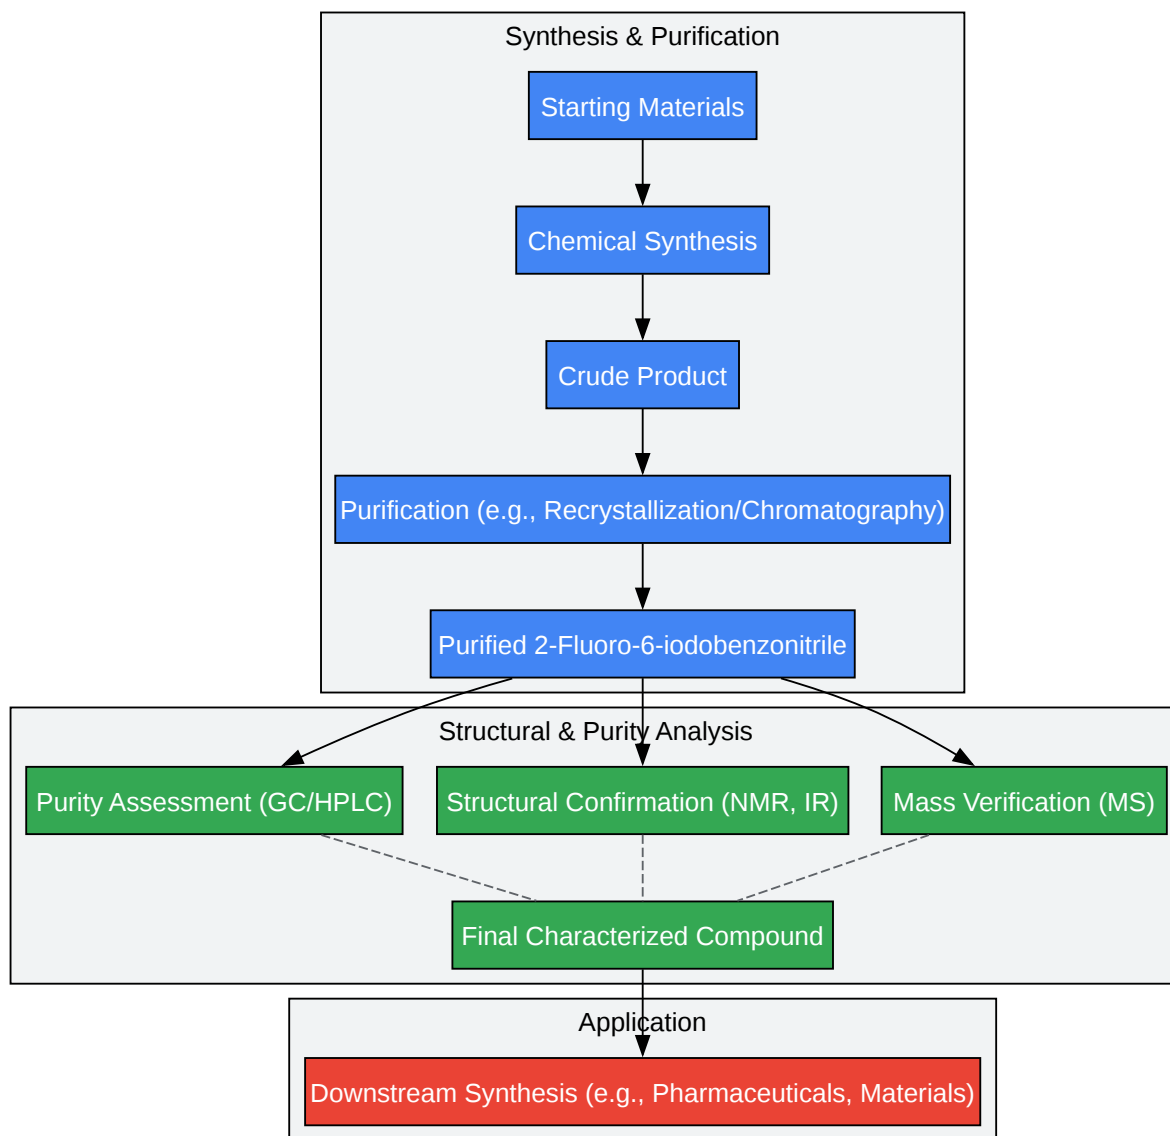 Synthesis & Purification
Starting Materials
Chemical Synthesis
Crude Product
Purification (e.g., Recrystallization/Chromatography)
Purified 2-Fluoro-6-iodobenzonitrile
Structural & Purity Analysis
Purity Assessment (GC/HPLC)
Structural Confirmation (NMR, IR)
Mass Verification (MS)
Final Characterized Compound
Application
Downstream Synthesis (e.g., Pharmaceuticals, Materials)